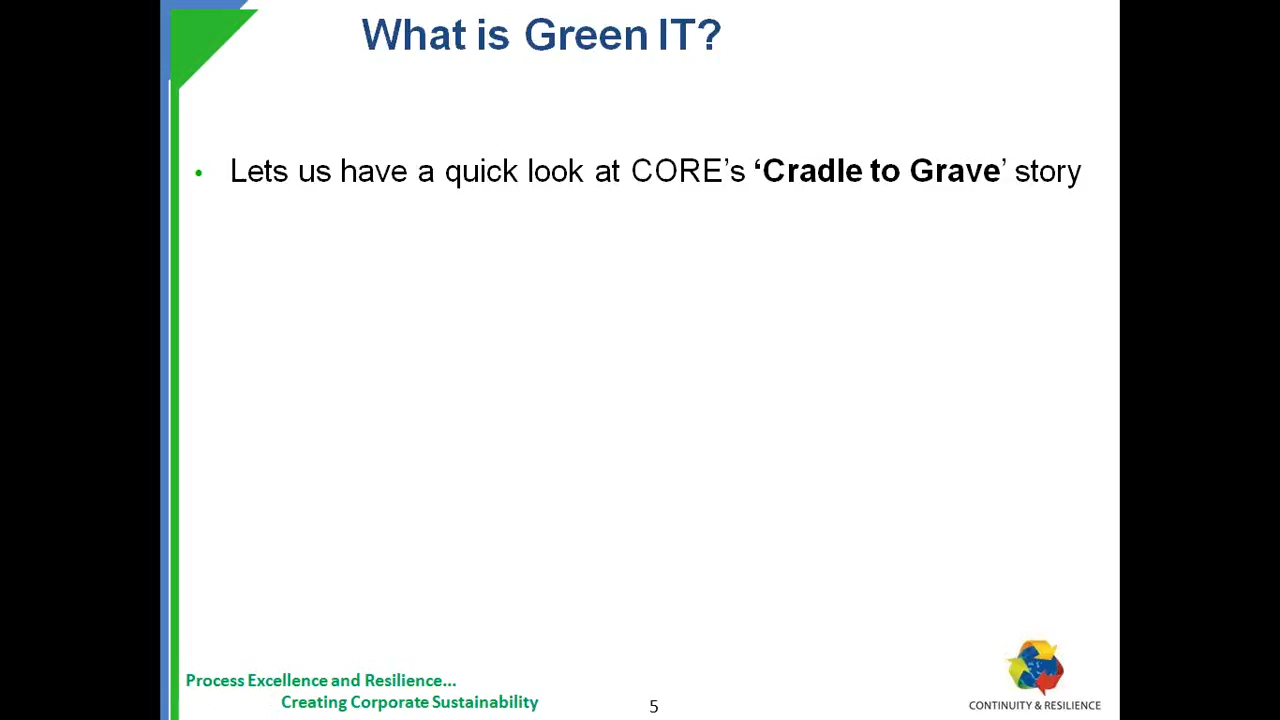 What is Green IT?
• Lets us have a quick look at CORE’s ‘Cradle to Grave’ story
Process Excellence and Resilience...
Creating Corporate Sustainability
5
CONTINUITY & RESILIENCE